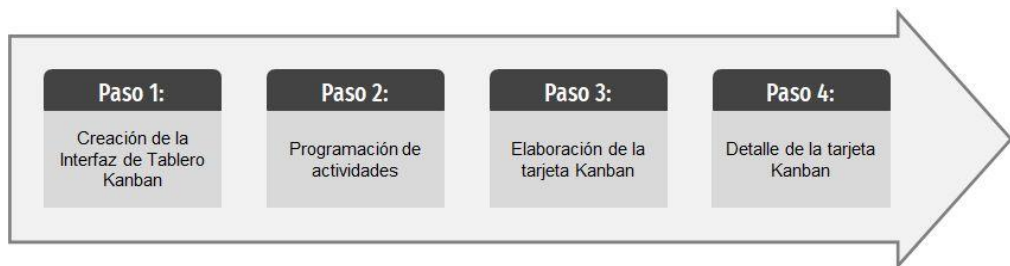 Paso 1:
Creación de la
Interfaz de Tablero
Kanban
Paso 2:
Programación de
actividades
Paso 3:
Elaboración de la
tarjeta Kanban
Paso 4:
Detalle de la tarjeta
Kanban